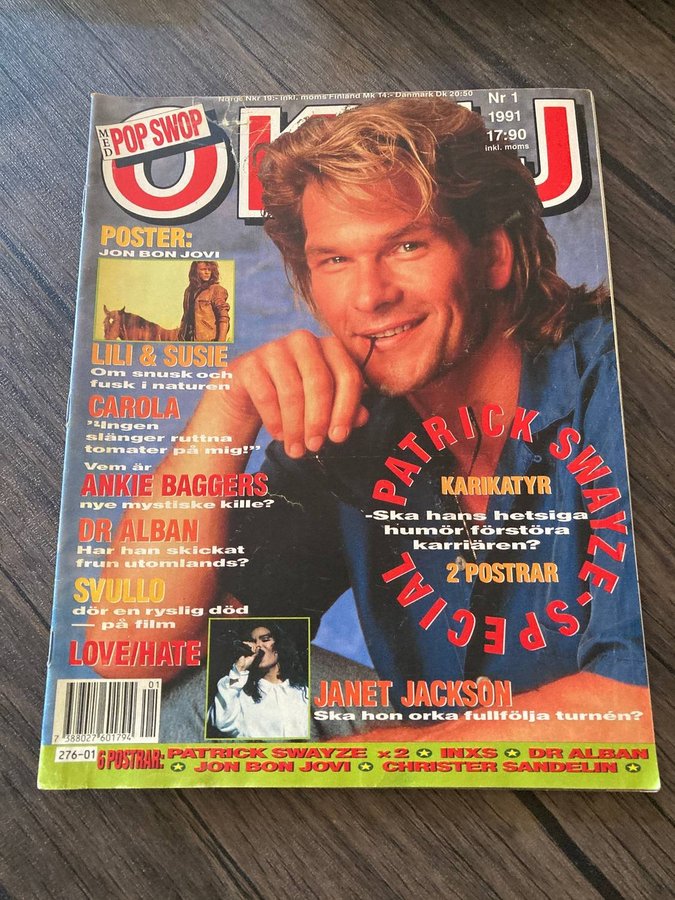 Norge Nkr 19:- inkl. moms Finland Mk 14:- Danmark Dk 20:50
Nr 1
1991
17:90
inkl. moms
MED
POP SWOP
POSTER:
JON BON JOVI
LILI & SUSIE
Om snusk och
fusk i naturen
CAROLA
"Ingen
slänger ruttna
tomater på mig!"
Vem är
ANKIE BAGGERS
nye mystiske kille?
DR ALBAN
Har han skickat
frun utomlands?
SVULLO
dör en ryslig död
— på film
LOVE/HATE
PATRICK SWAYZE-SPECIAL
KARIKATYR
-Ska hans hetsiga
humör förstöra
karriären?
2 POSTRAR
JANET JACKSON
Ska hon orka fullfölja turnén?
01
7 388027 601794
276-01
6 POSTRAR: PATRICK SWAYZE x 2 INXS DR ALBAN
JON BON JOVI CHRISTER SANDELIN